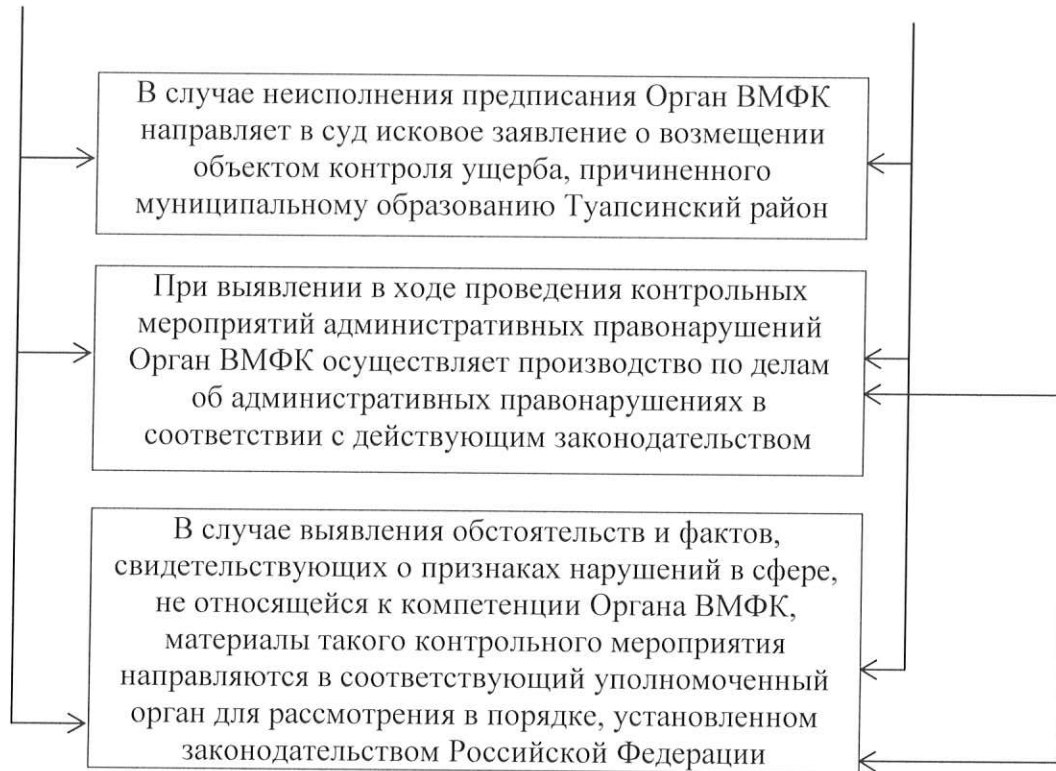 В случае неисполнения предписания Орган ВМФК
направляет в суд исковое заявление о возмещении
объектом контроля ущерба, причиненного
муниципальному образованию Туапсинский район
При выявлении в ходе проведения контрольных
мероприятий административных правонарушений
Орган ВМФК осуществляет производство по делам
об административных правонарушениях в
соответствии с действующим законодательством
В случае выявления обстоятельств и фактов,
свидетельствующих о признаках нарушений в сфере,
не относящейся к компетенции Органа ВМФК,
материалы такого контрольного мероприятия
направляются в соответствующий уполномоченный
орган для рассмотрения в порядке, установленном
законодательством Российской Федерации